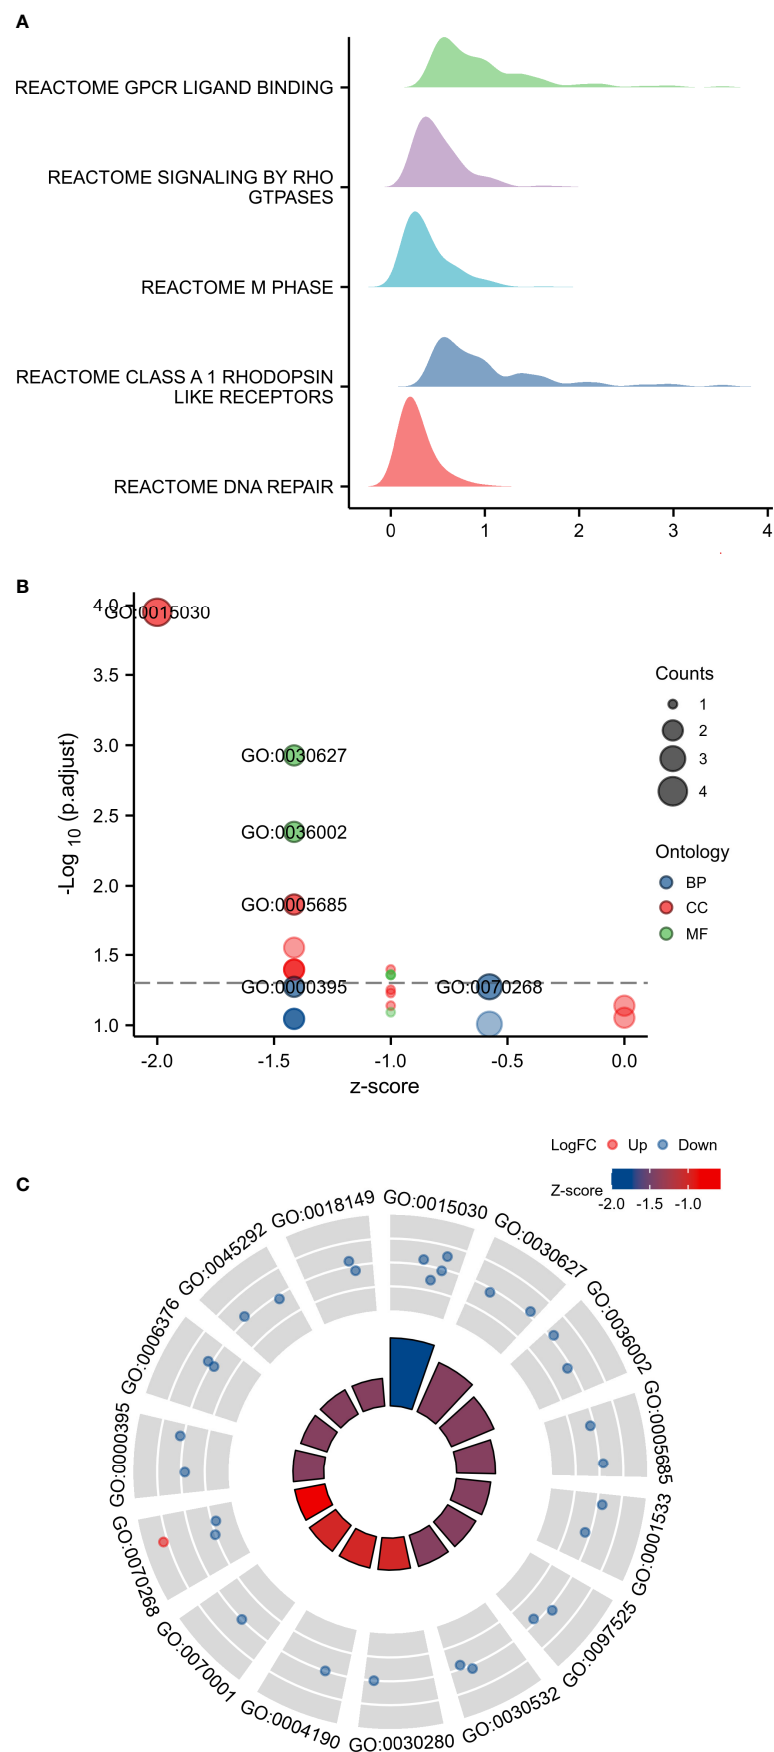 A
REACTOME GPCR LIGAND BINDING
REACTOME SIGNALING BY RHO
GTPASES
REACTOME M PHASE
REACTOME CLASS A 1 RHODOPSIN
LIKE RECEPTORS
REACTOME DNA REPAIR
0 1 2 3 4
B
4.0
3.5
3.0
2.5
2.0
1.5
1.0
-Log 10 (p.adjust)
GO:0015030
GO:0030627
GO:0036002
GO:0005685
GO:0000395
GO:0070268
-2.0 -1.5 -1.0 -0.5 0.0
z-score
Counts
1
2
3
4
Ontology
BP
CC
MF
C
LogFC Up Down
Z-score
-2.0 -1.5 -1.0
GO:0015030
GO:0030627
GO:0036002
GO:0005685
GO:0001533
GO:0097525
GO:0030532
GO:0030280
GO:0004190
GO:0070001
GO:0070268
GO:0000395
GO:0006376
GO:0045292
GO:0018149